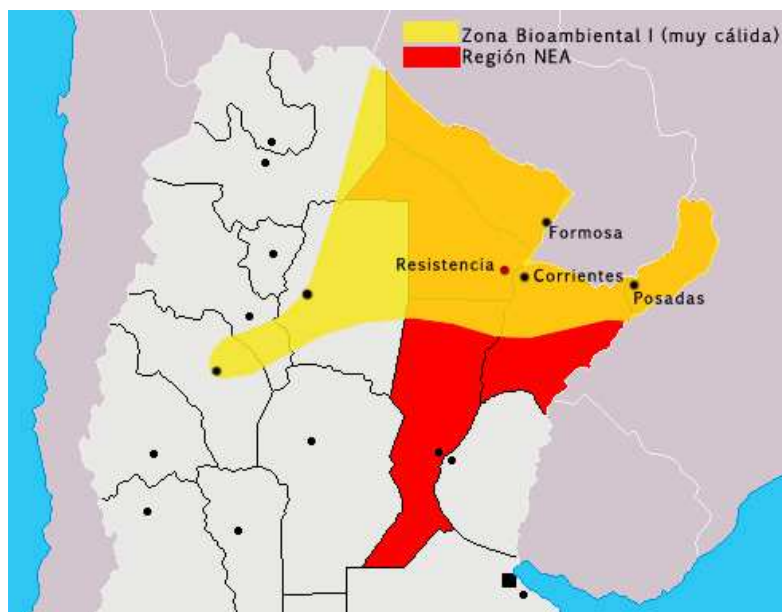 Zona Bioambiental I (muy cálida)
Región NEA
Formosa
Resistencia
Corrientes
Posadas